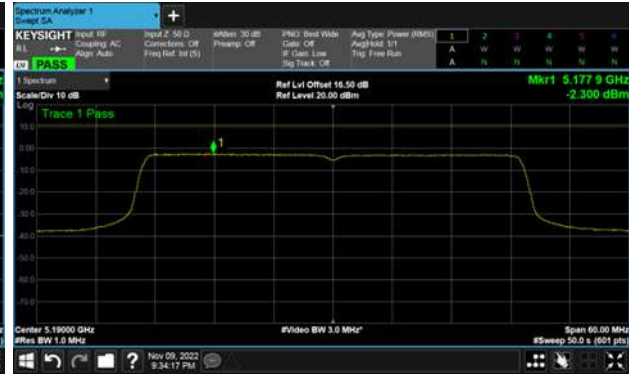 Spectrum Analyzer 1
Swept SA
+
KEYSIGHT Input: RF Input Z: 50 Ω #Atten: 30 dB PNO: Best Wide Avg Type: Power (RMS) 1 2 3 4 5 6
RL Coupling: AC Corrections: Off Preamp: Off Gate: Off Avg|Hold: 1/1 A W W W W W
Align: Auto Freq Ref: Int (S) IF Gain: Low Trig: Free Run
LV PASS Sig Track: Off A N N N N N
1 Spectrum Ref Lvl Offset 16.50 dB Mkr1 5.177 9 GHz
Scale/Div 10 dB Ref Level 20.00 dBm -2.300 dBm
Log
Trace 1 Pass
10.0
1
0.00
-10.0
-20.0
-30.0
-40.0
-50.0
-60.0
-70.0
Center 5.19000 GHz #Video BW 3.0 MHz* Span 60.00 MHz
#Res BW 1.0 MHz #Sweep 50.0 s (601 pts)
? Nov 09, 2022
9:34:17 PM